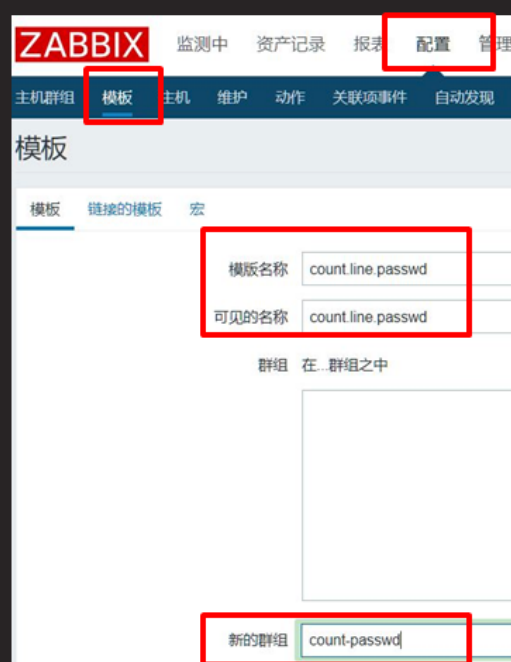 ZABBIX 监测中 资产记录 报表 配置 管理
主机群组 模板 主机 维护 动作 关联项事件 自动发现
模板
模板 链接的模板 宏
模版名称 count.line.passwd
可见的名称 count.line.passwd
群组 在...群组之中
新的群组 count-passwd